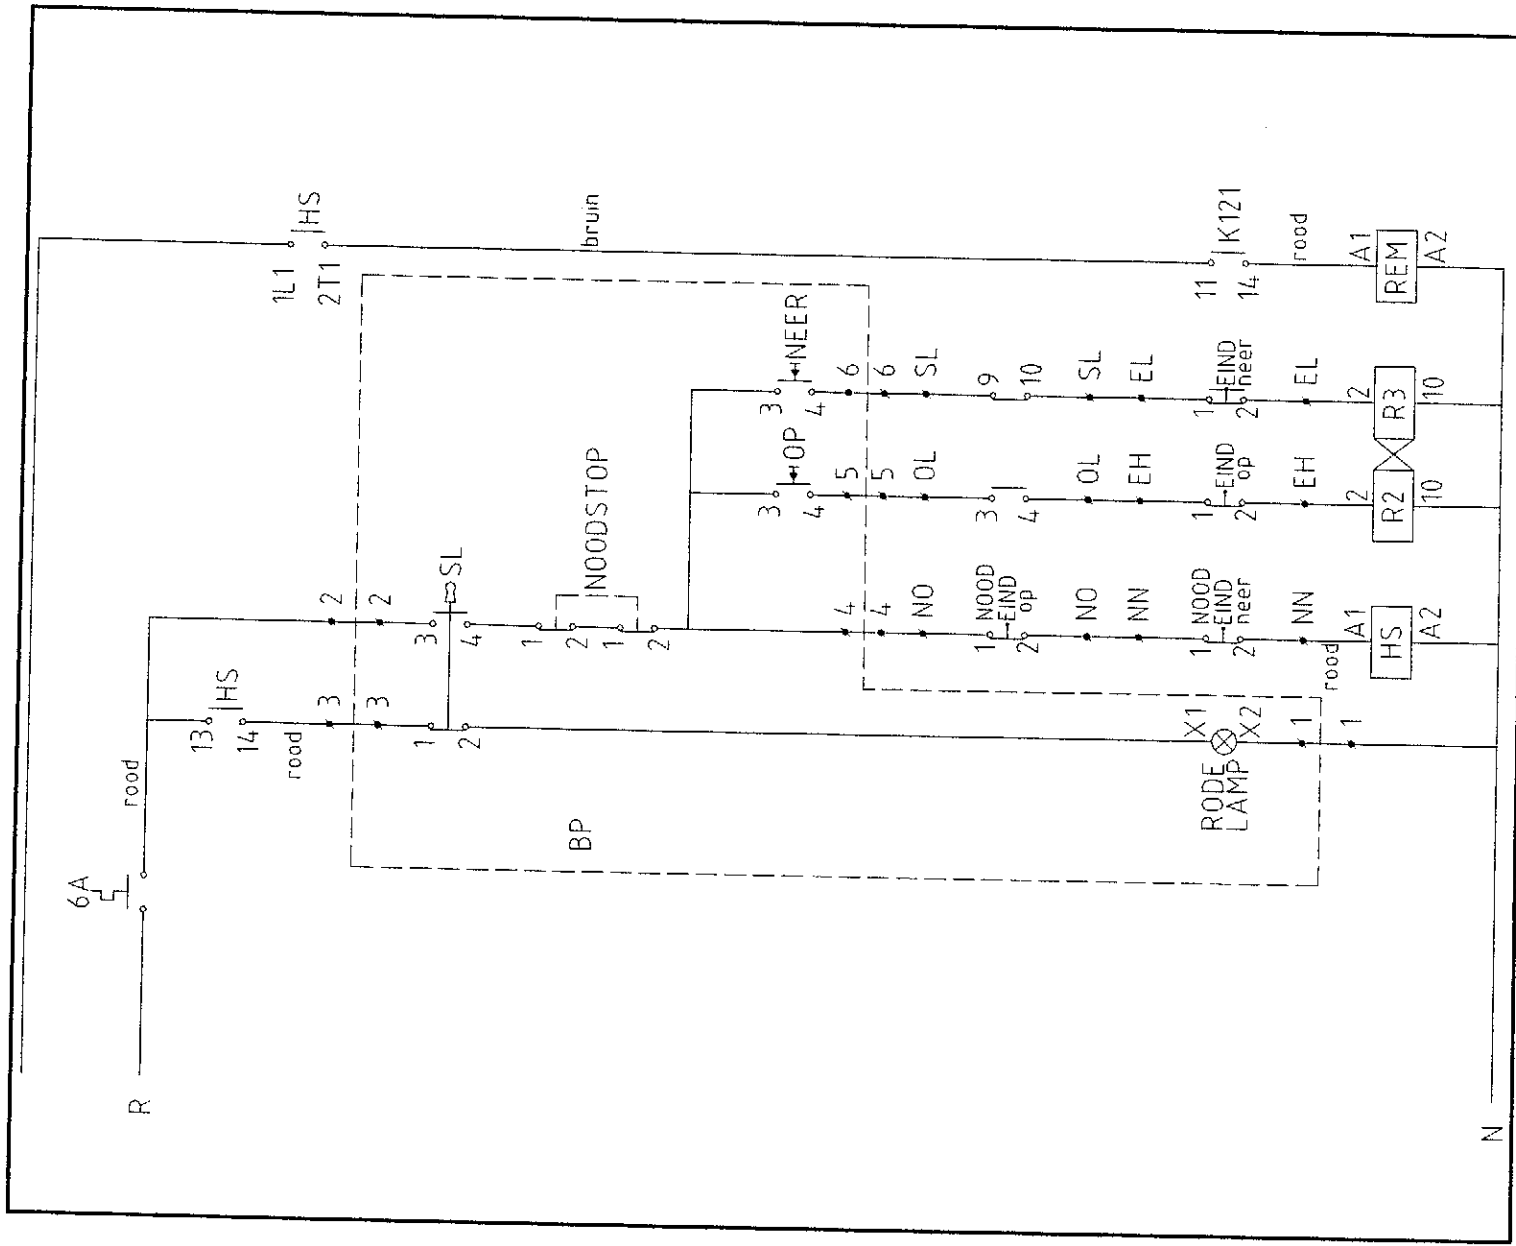 1L1
HS
2T1
bruin
R
6A
rood
13
HS
14
rood
3
2
3
2
1
3
SL
2
4
1
2
NOODSTOP
1
2
BP
3
OP
4
3
NEER
4
4
5
6
4
5
6
NO
OL
SL
1
NOOD
EIND
op
2
3
4
9
10
NO
OL
SL
NN
EH
EL
1
NOOD
EIND
neer
2
1
EIND
op
2
1
EIND
neer
2
11
K121
14
rood
NN
EH
EL
rood
X1
RODE
LAMP
X2
1
1
A1
HS
A2
2
R2
10
2
R3
10
A1
REM
A2
N